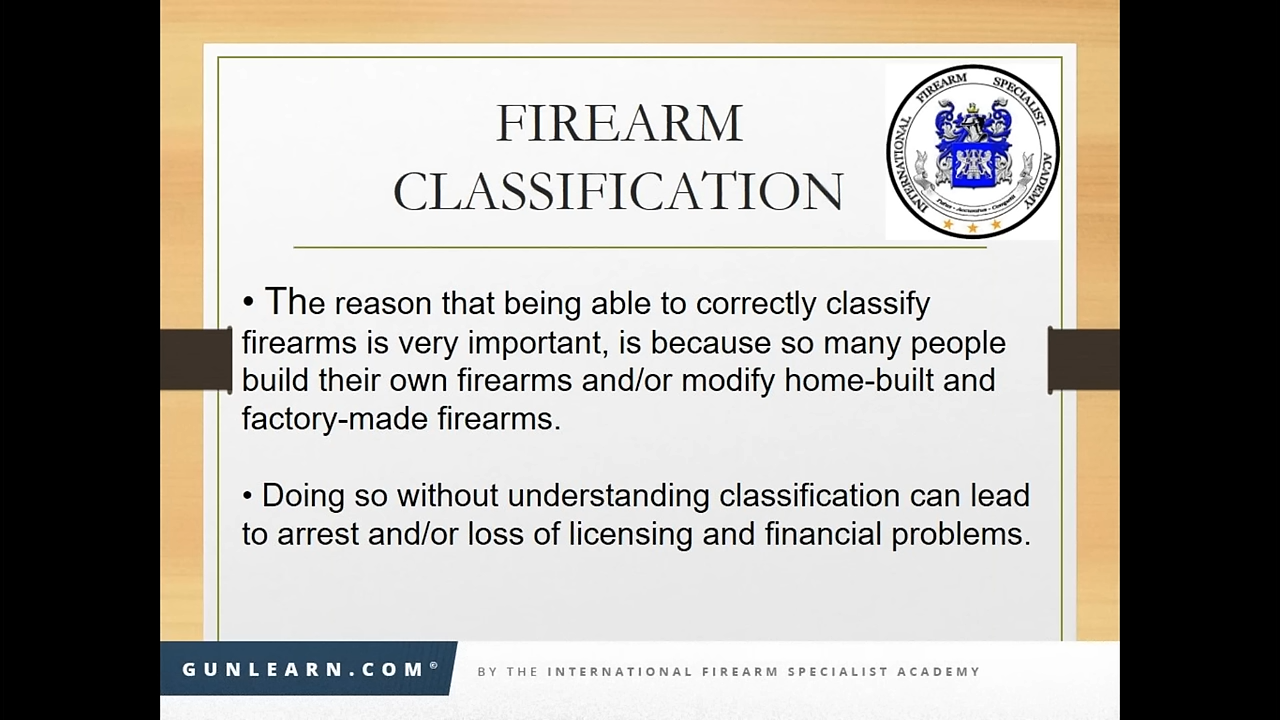 FIREARM
CLASSIFICATION
INTERNATIONAL FIREARM SPECIALIST ACADEMY
• The reason that being able to correctly classify
firearms is very important, is because so many people
build their own firearms and/or modify home-built and
factory-made firearms.
• Doing so without understanding classification can lead
to arrest and/or loss of licensing and financial problems.
GUNLEARN.COM©
BY THE INTERNATIONAL FIREARM SPECIALIST ACADEMY